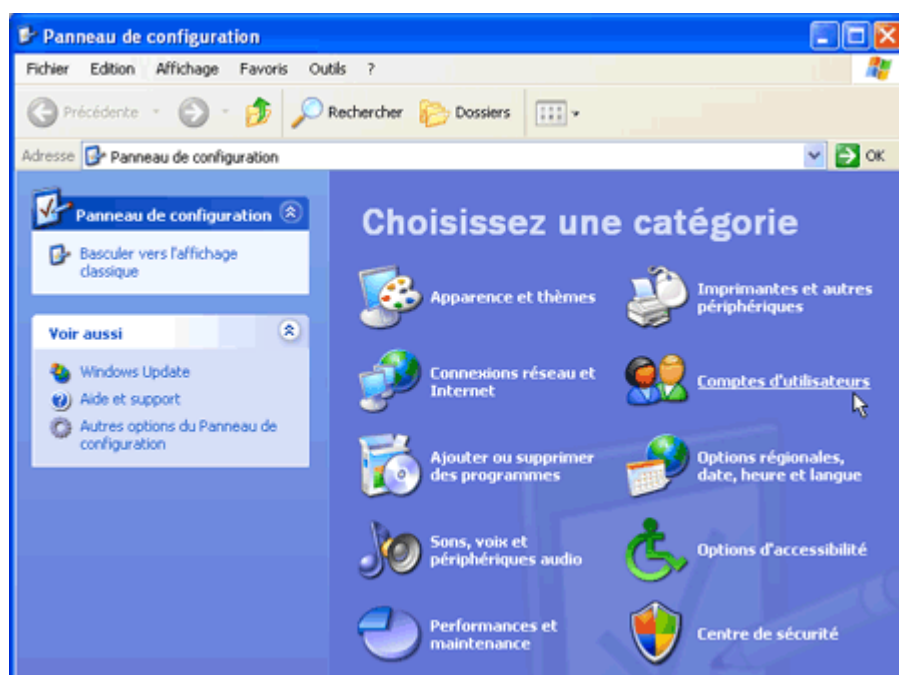 Panneau de configuration
Fichier Edition Affichage Favoris Outils ?
Précédente Rechercher Dossiers
Adresse Panneau de configuration OK
Panneau de configuration
Basculer vers l'affichage
classique
Voir aussi
Windows Update
Aide et support
Autres options du Panneau de
configuration
Choisissez une catégorie
Apparence et thèmes
Imprimantes et autres
périphériques
Connexions réseau et
Internet
Comptes d'utilisateurs
Ajouter ou supprimer
des programmes
Options régionales,
date, heure et langue
Sons, voix et
périphériques audio
Options d'accessibilité
Performances et
maintenance
Centre de sécurité